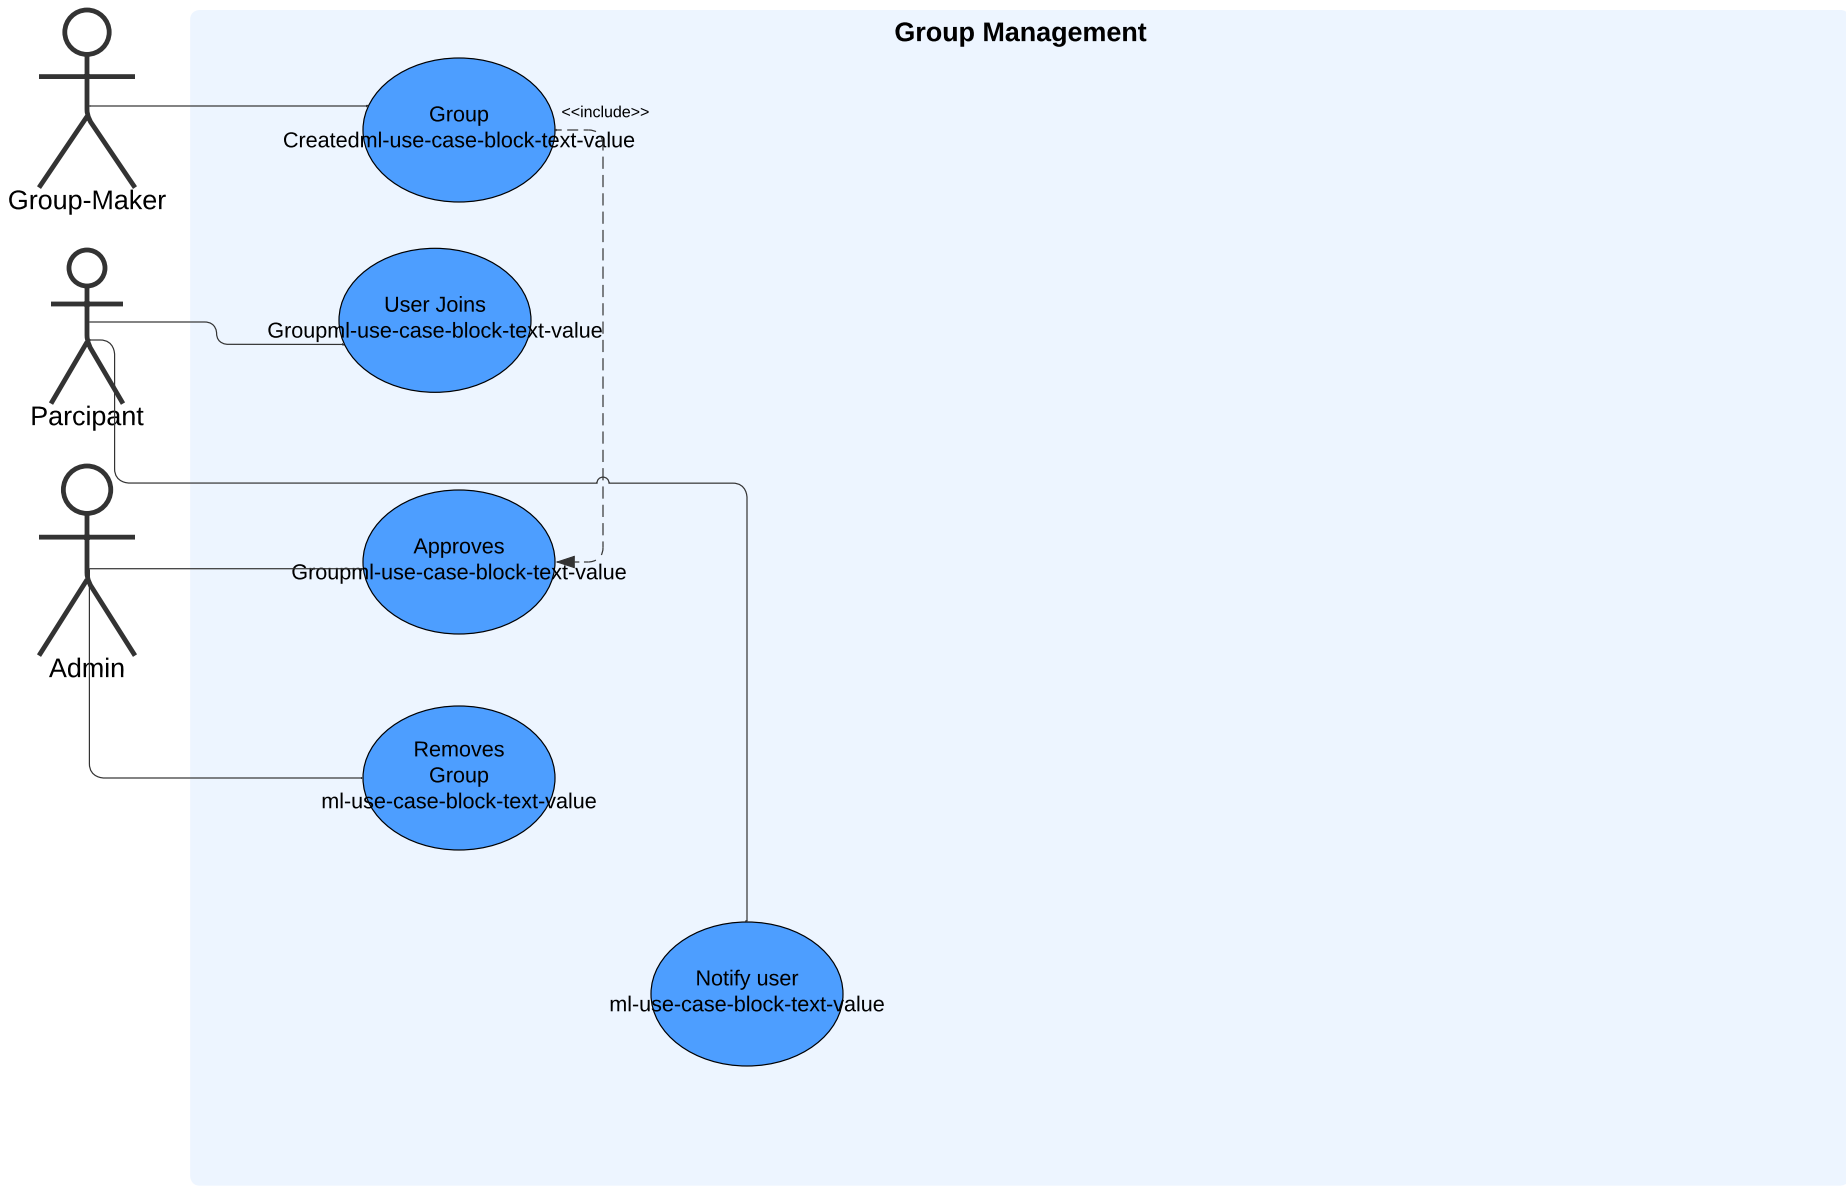 Group Management
Group-Maker
Group
Createdml-use-case-block-text-value
<<include>>
Parcipant
User Joins
Groupml-use-case-block-text-value
Admin
Approves
Groupml-use-case-block-text-value
Removes
Group
ml-use-case-block-text-value
Notify user
ml-use-case-block-text-value